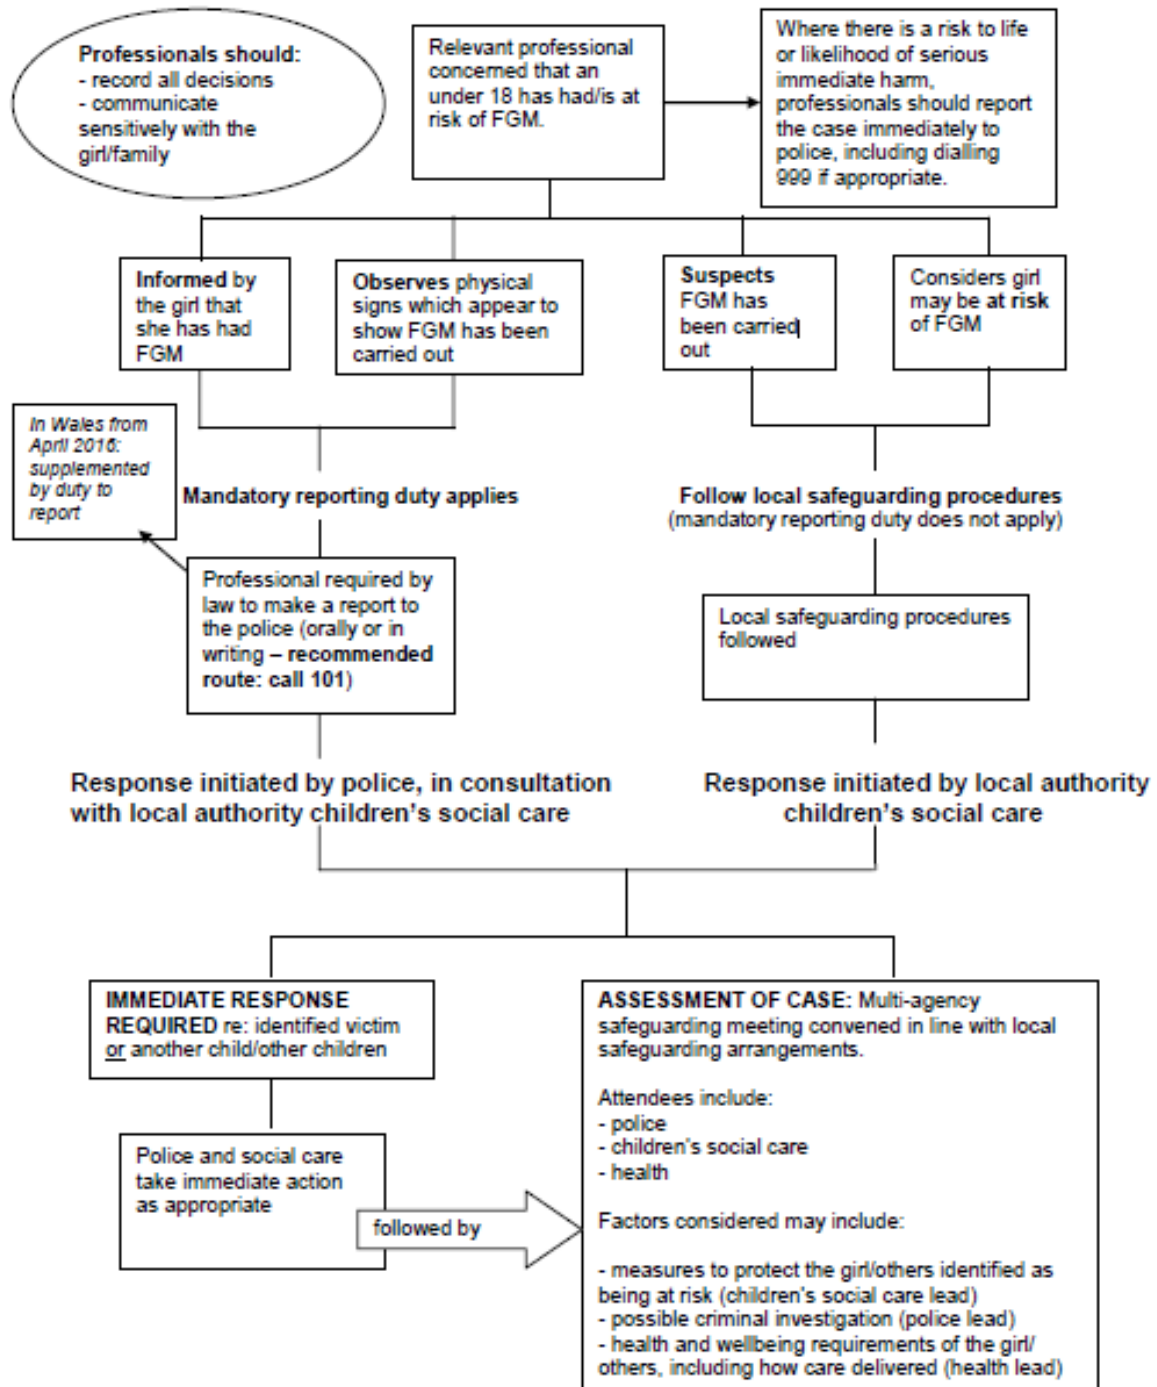 Professionals should:
- record all decisions
- communicate
sensitively with the
girl/family
Relevant professional
concerned that an
under 18 has had/is at
risk of FGM.
Where there is a risk to life
or likelihood of serious
immediate harm,
professionals should report
the case immediately to
police, including dialling
999 if appropriate.
Informed by
the girl that
she has had
FGM
Observes physical
signs which appear to
show FGM has been
carried out
Suspects
FGM has
been carried
out
Considers girl
may be at risk
of FGM
In Wales from
April 2016:
supplemented
by duty to
report
Mandatory reporting duty applies
Follow local safeguarding procedures
(mandatory reporting duty does not apply)
Professional required by
law to make a report to
the police (orally or in
writing – recommended
route: call 101)
Local safeguarding procedures
followed
Response initiated by police, in consultation
with local authority children's social care
Response initiated by local authority
children's social care
IMMEDIATE RESPONSE
REQUIRED re: identified victim
or another child/other children
Police and social care
take immediate action
as appropriate
followed by
ASSESSMENT OF CASE: Multi-agency
safeguarding meeting convened in line with local
safeguarding arrangements.
Attendees include:
- police
- children's social care
- health
Factors considered may include:
- measures to protect the girl/others identified as
being at risk (children's social care lead)
- possible criminal investigation (police lead)
- health and wellbeing requirements of the girl/
others, including how care delivered (health lead)